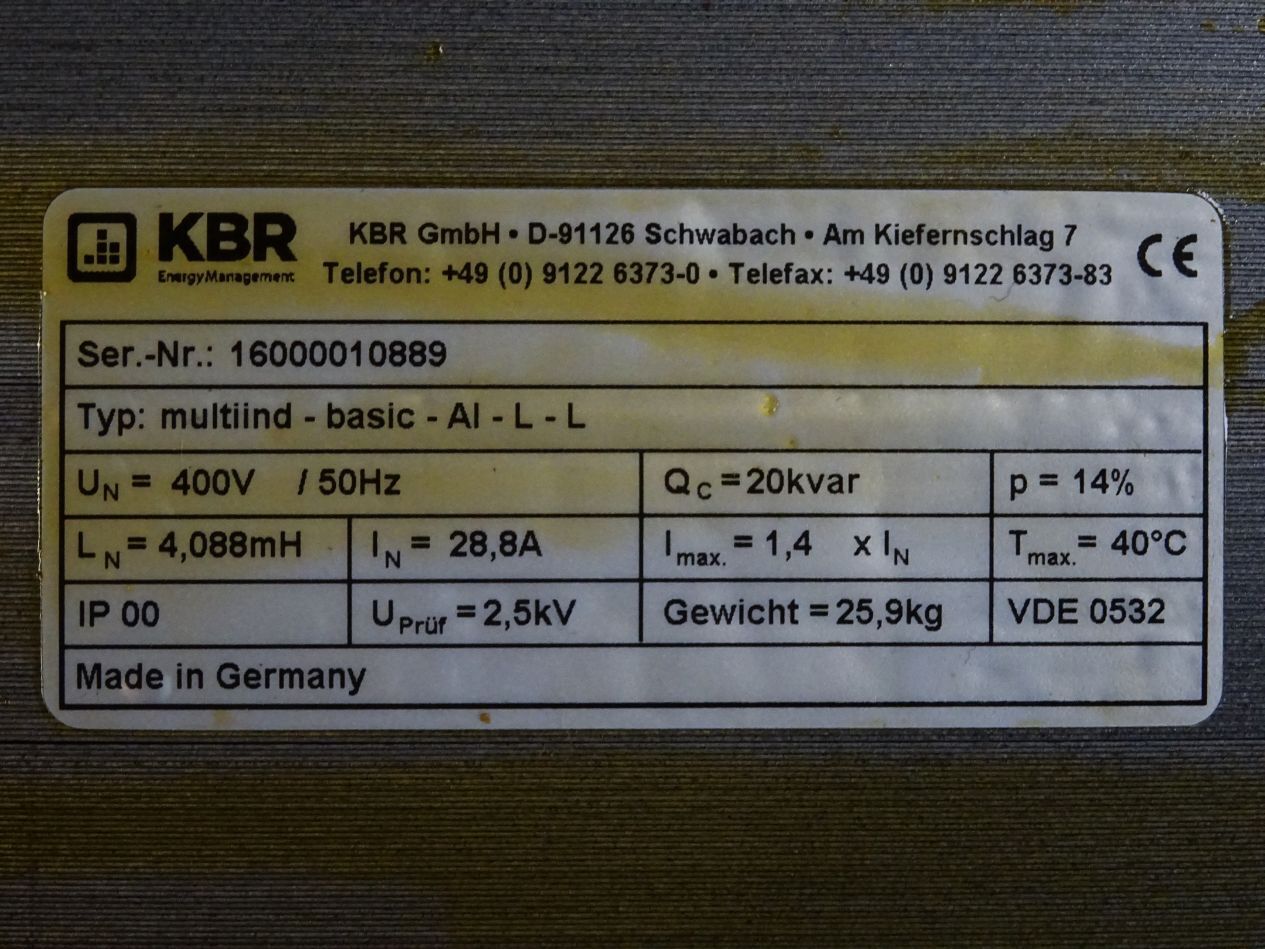 KBR
EnergyManagement
KBR GmbH • D-91126 Schwabach • Am Kiefernschlag 7
Telefon: +49 (0) 9122 6373-0 • Telefax: +49 (0) 9122 6373-83
CE
Ser.-Nr.: 16000010889
Typ: multiind - basic - Al - L - L
UN = 400V / 50Hz QC =20kvar p = 14%
LN = 4,088mH IN = 28,8A Imax. = 1,4 x IN Tmax. = 40°C
IP 00 UPrüf =2,5kV Gewicht =25,9kg VDE 0532
Made in Germany